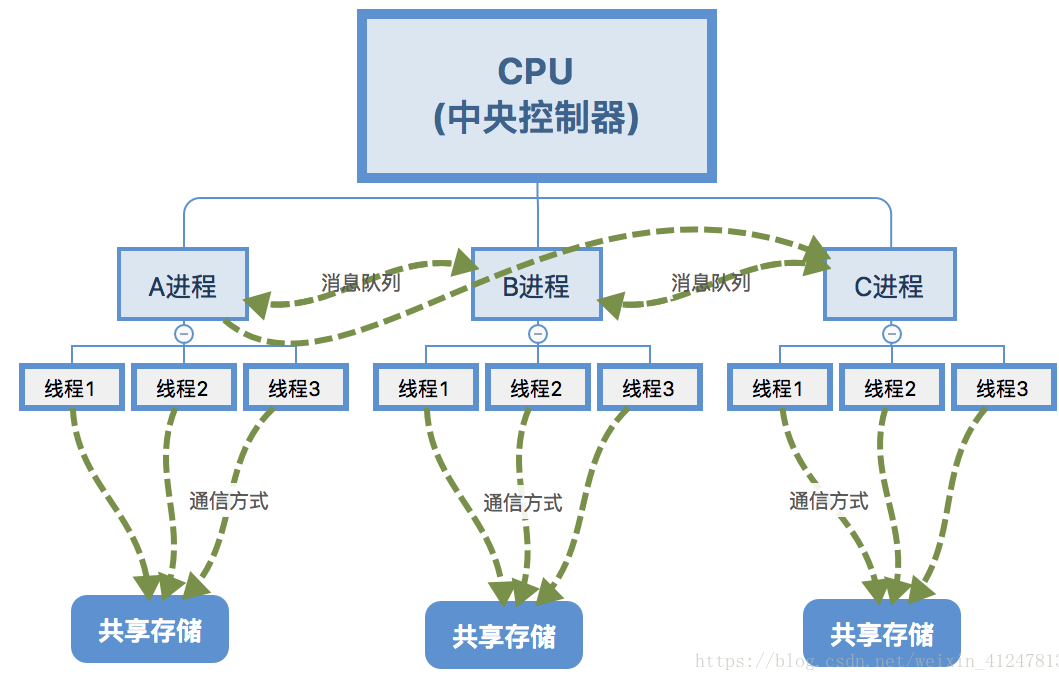 CPU
(中央控制器)
A进程
消息队列
B进程
消息队列
C进程
线程1
线程2
线程3
线程1
线程2
线程3
线程1
线程2
线程3
通信方式
通信方式
通信方式
共享存储
共享存储
共享存储
https://blog.csdn.net/weixin_4124781